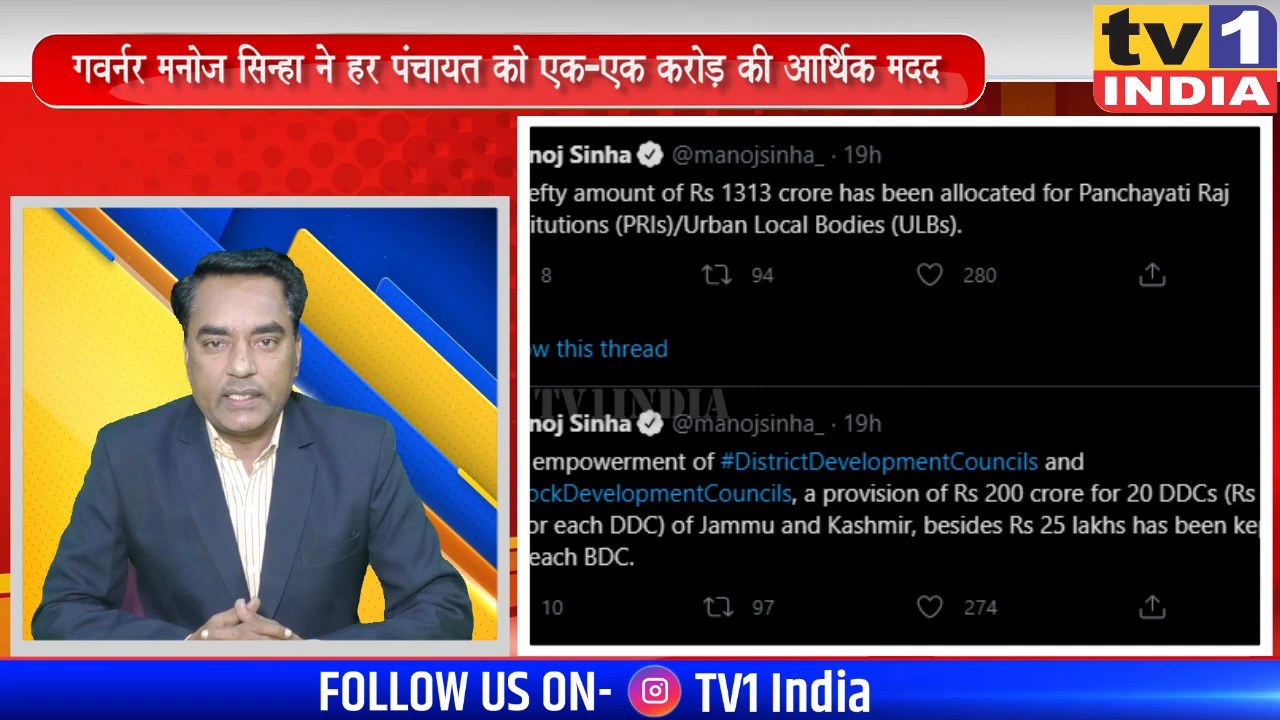 गवर्नर मनोज सिन्हा ने हर पंचायत को एक-एक करोड़ की आर्थिक मदद
tv1
INDIA
noj Sinha @manojsinha_ · 19h
efty amount of Rs 1313 crore has been allocated for Panchayati Raj
itutions (PRIs)/Urban Local Bodies (ULBs).
8 94 280
ow this thread
TV1INDIA
noj Sinha @manojsinha_ · 19h
empowerment of #DistrictDevelopmentCouncils and
ockDevelopmentCouncils, a provision of Rs 200 crore for 20 DDCs (Rs
or each DDC) of Jammu and Kashmir, besides Rs 25 lakhs has been kep
each BDC.
10 97 274
FOLLOW US ON- TV1 India